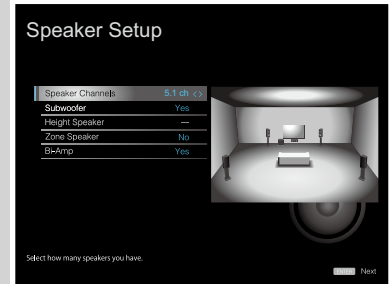 Speaker Setup
Speaker Channels 5.1 ch <>
Subwoofer Yes
Height Speaker —
Zone Speaker No
Bi-Amp Yes
Select how many speakers you have.
ENTER Next